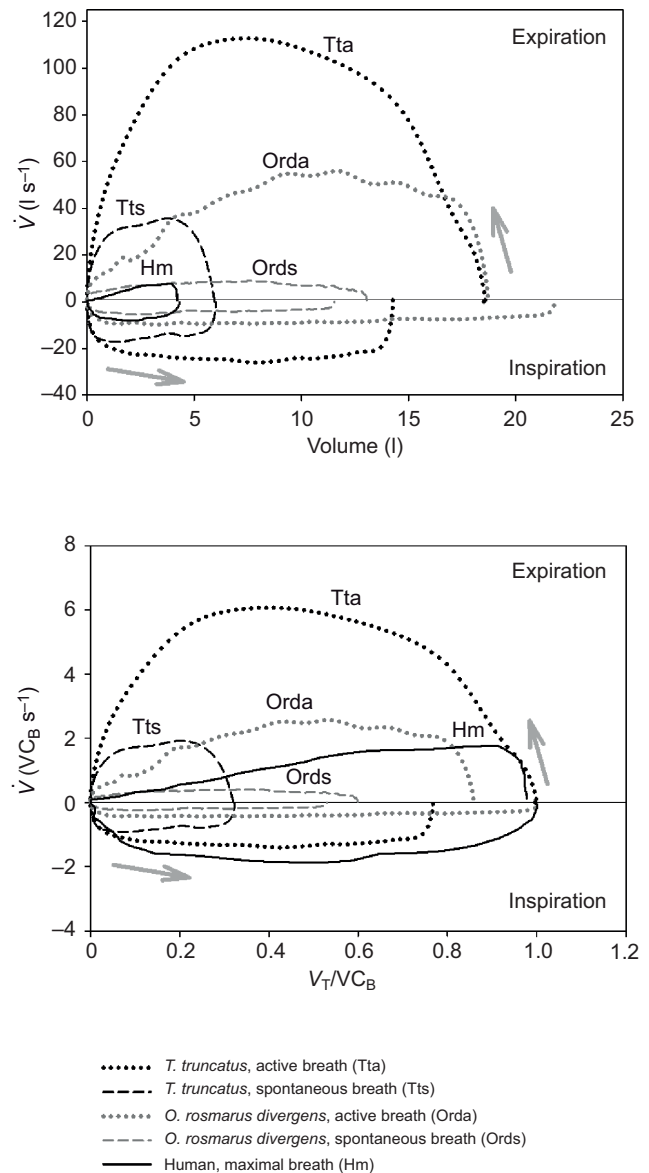 120
100
80
60
40
20
0
–20
–40
V̇ (l s–1)
Expiration
Tta
Orda
Tts
Hm
Ords
Inspiration
0 5 10 15 20 25
Volume (l)
8
6
4
2
0
–2
–4
V̇ (VCB s–1)
Expiration
Tta
Orda
Tts
Hm
Ords
Inspiration
0 0.2 0.4 0.6 0.8 1.0 1.2
VT/VCB
T. truncatus, active breath (Tta)
T. truncatus, spontaneous breath (Tts)
O. rosmarus divergens, active breath (Orda)
O. rosmarus divergens, spontaneous breath (Ords)
Human, maximal breath (Hm)